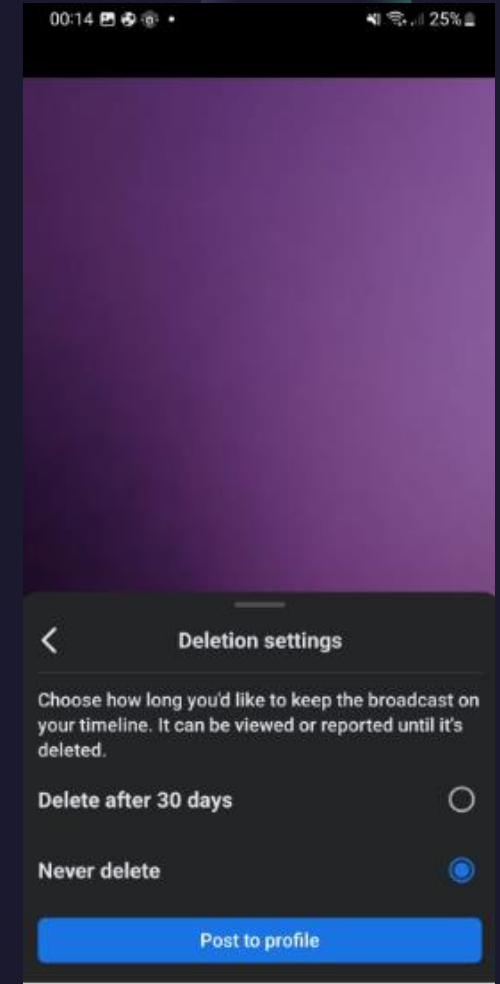 00:14
25%
Deletion settings
Choose how long you'd like to keep the broadcast on
your timeline. It can be viewed or reported until it's
deleted.
Delete after 30 days
Never delete
Post to profile